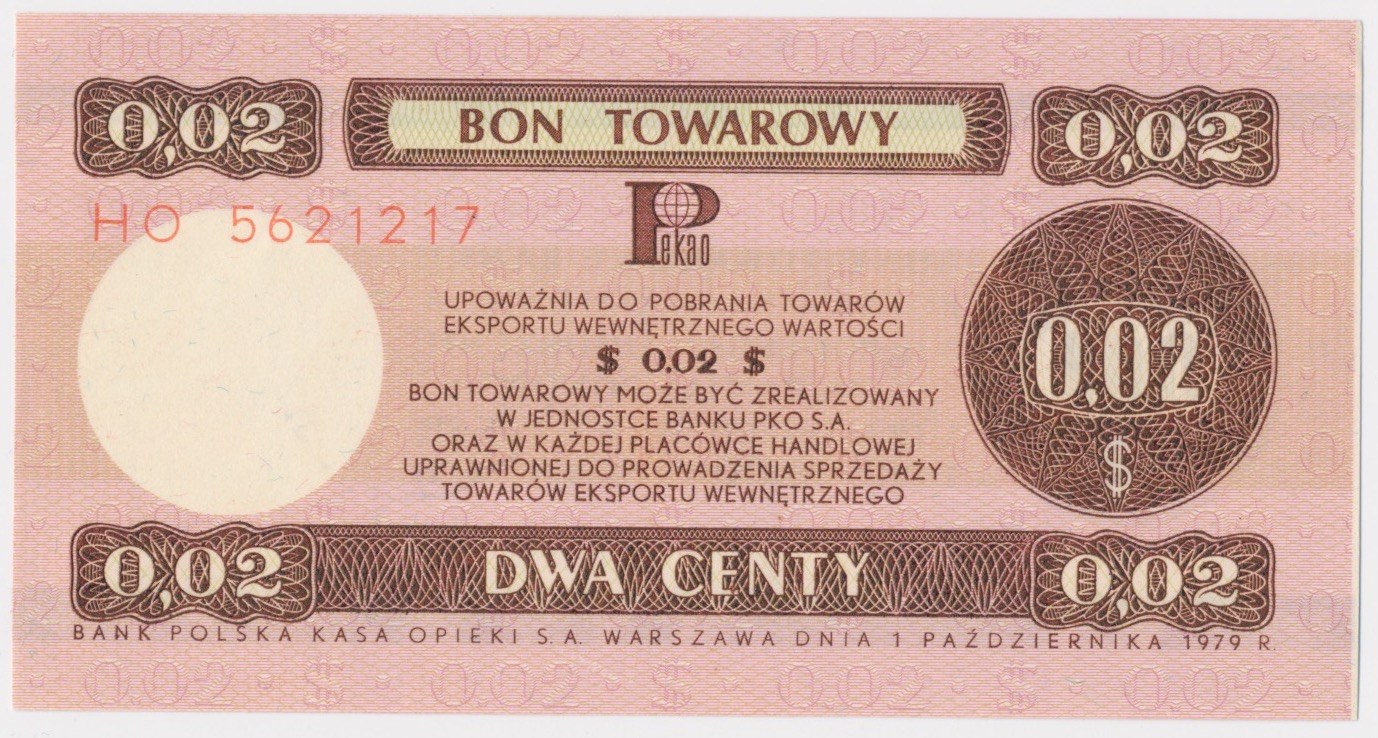 0,02 BON TOWAROWY 0,02
HO 5621217
Pekao
UPOWAŻNIA DO POBRANIA TOWARÓW
EKSPORTU WEWNĘTRZNEGO WARTOŚCI
$ 0.02 $
BON TOWAROWY MOŻE BYĆ ZREALIZOWANY
W JEDNOSTCE BANKU PKO S.A.
ORAZ W KAŻDEJ PLACÓWCE HANDLOWEJ
UPRAWNIONEJ DO PROWADZENIA SPRZEDAŻY
TOWARÓW EKSPORTU WEWNĘTRZNEGO
0,02
$
0,02 DWA CENTY 0,02
BANK POLSKA KASA OPIEKI S.A. WARSZAWA DNIA 1 PAŹDZIERNIKA 1979 R.